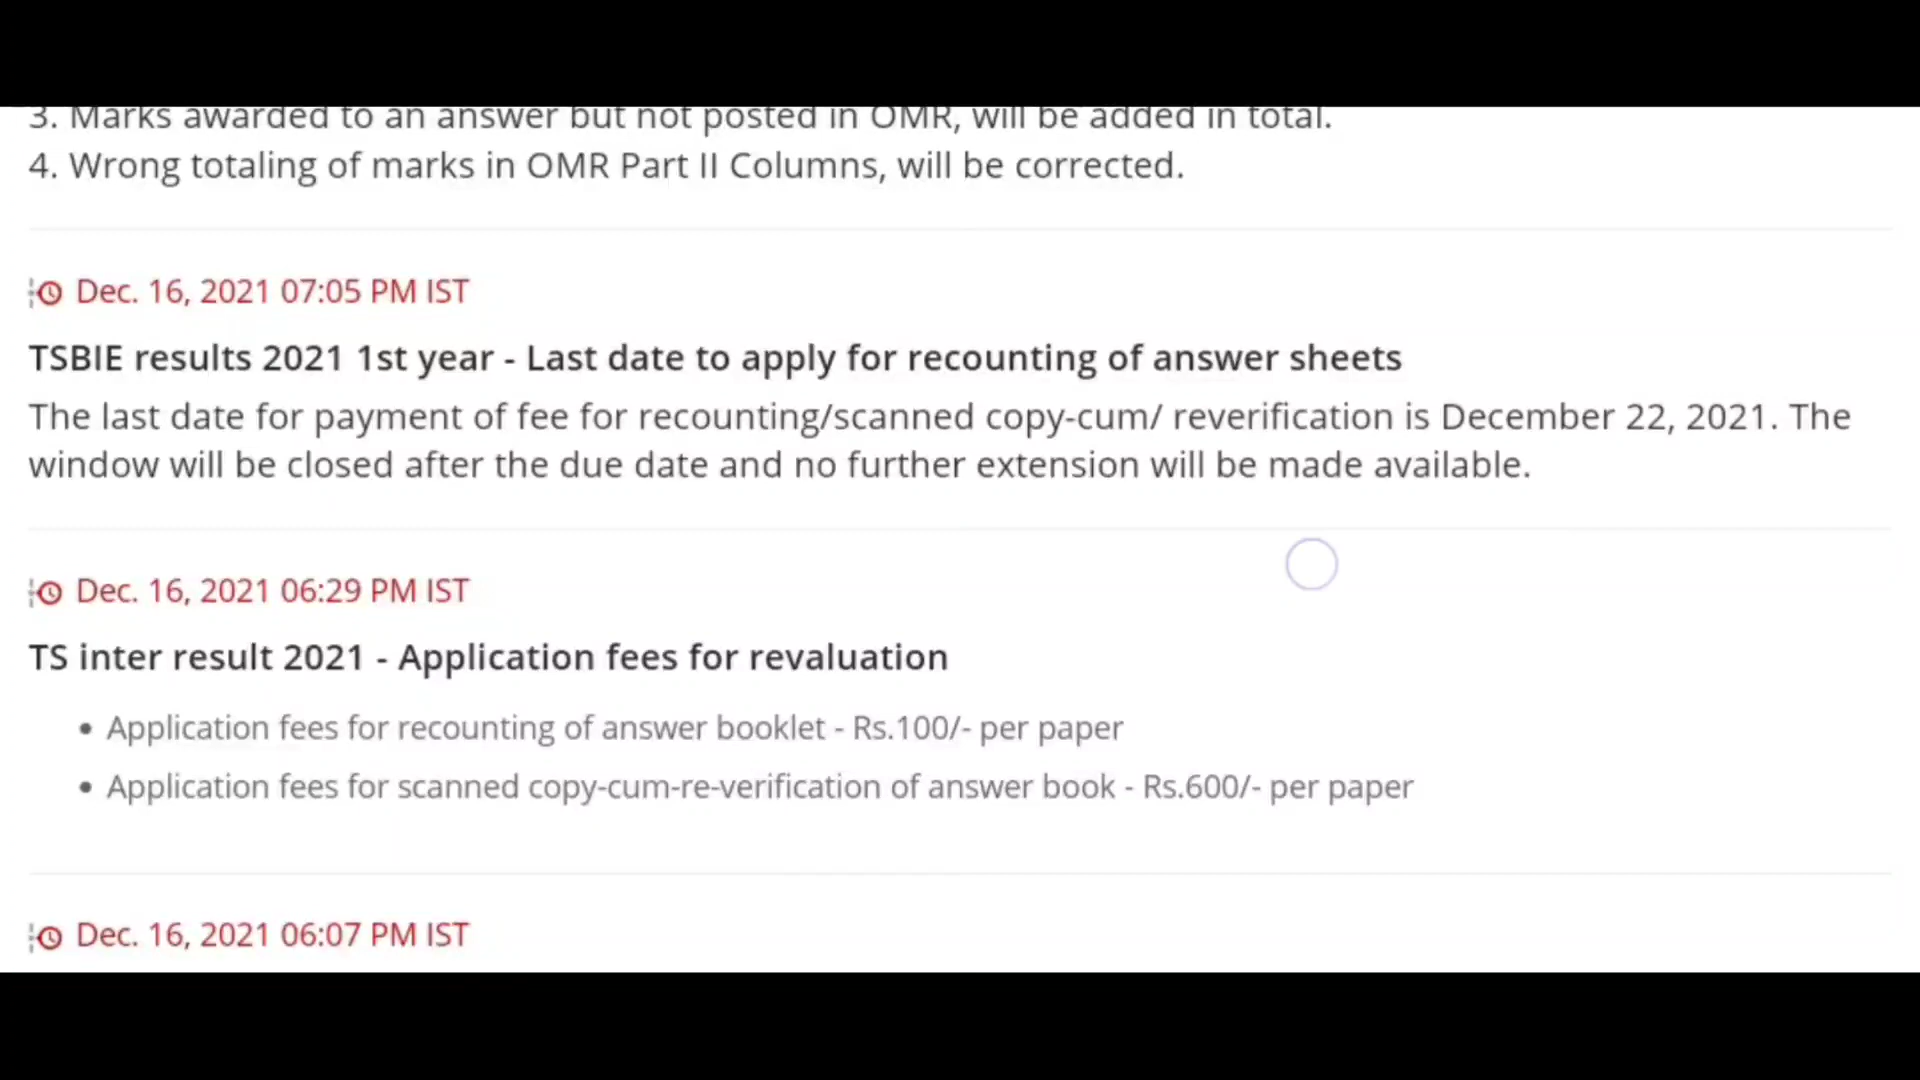 3. Marks awarded to an answer but not posted in OMR, will be added in total.
4. Wrong totaling of marks in OMR Part II Columns, will be corrected.
Dec. 16, 2021 07:05 PM IST
TSBIE results 2021 1st year - Last date to apply for recounting of answer sheets
The last date for payment of fee for recounting/scanned copy-cum/ reverification is December 22, 2021. The
window will be closed after the due date and no further extension will be made available.
Dec. 16, 2021 06:29 PM IST
TS inter result 2021 - Application fees for revaluation
• Application fees for recounting of answer booklet - Rs.100/- per paper
• Application fees for scanned copy-cum-re-verification of answer book - Rs.600/- per paper
Dec. 16, 2021 06:07 PM IST